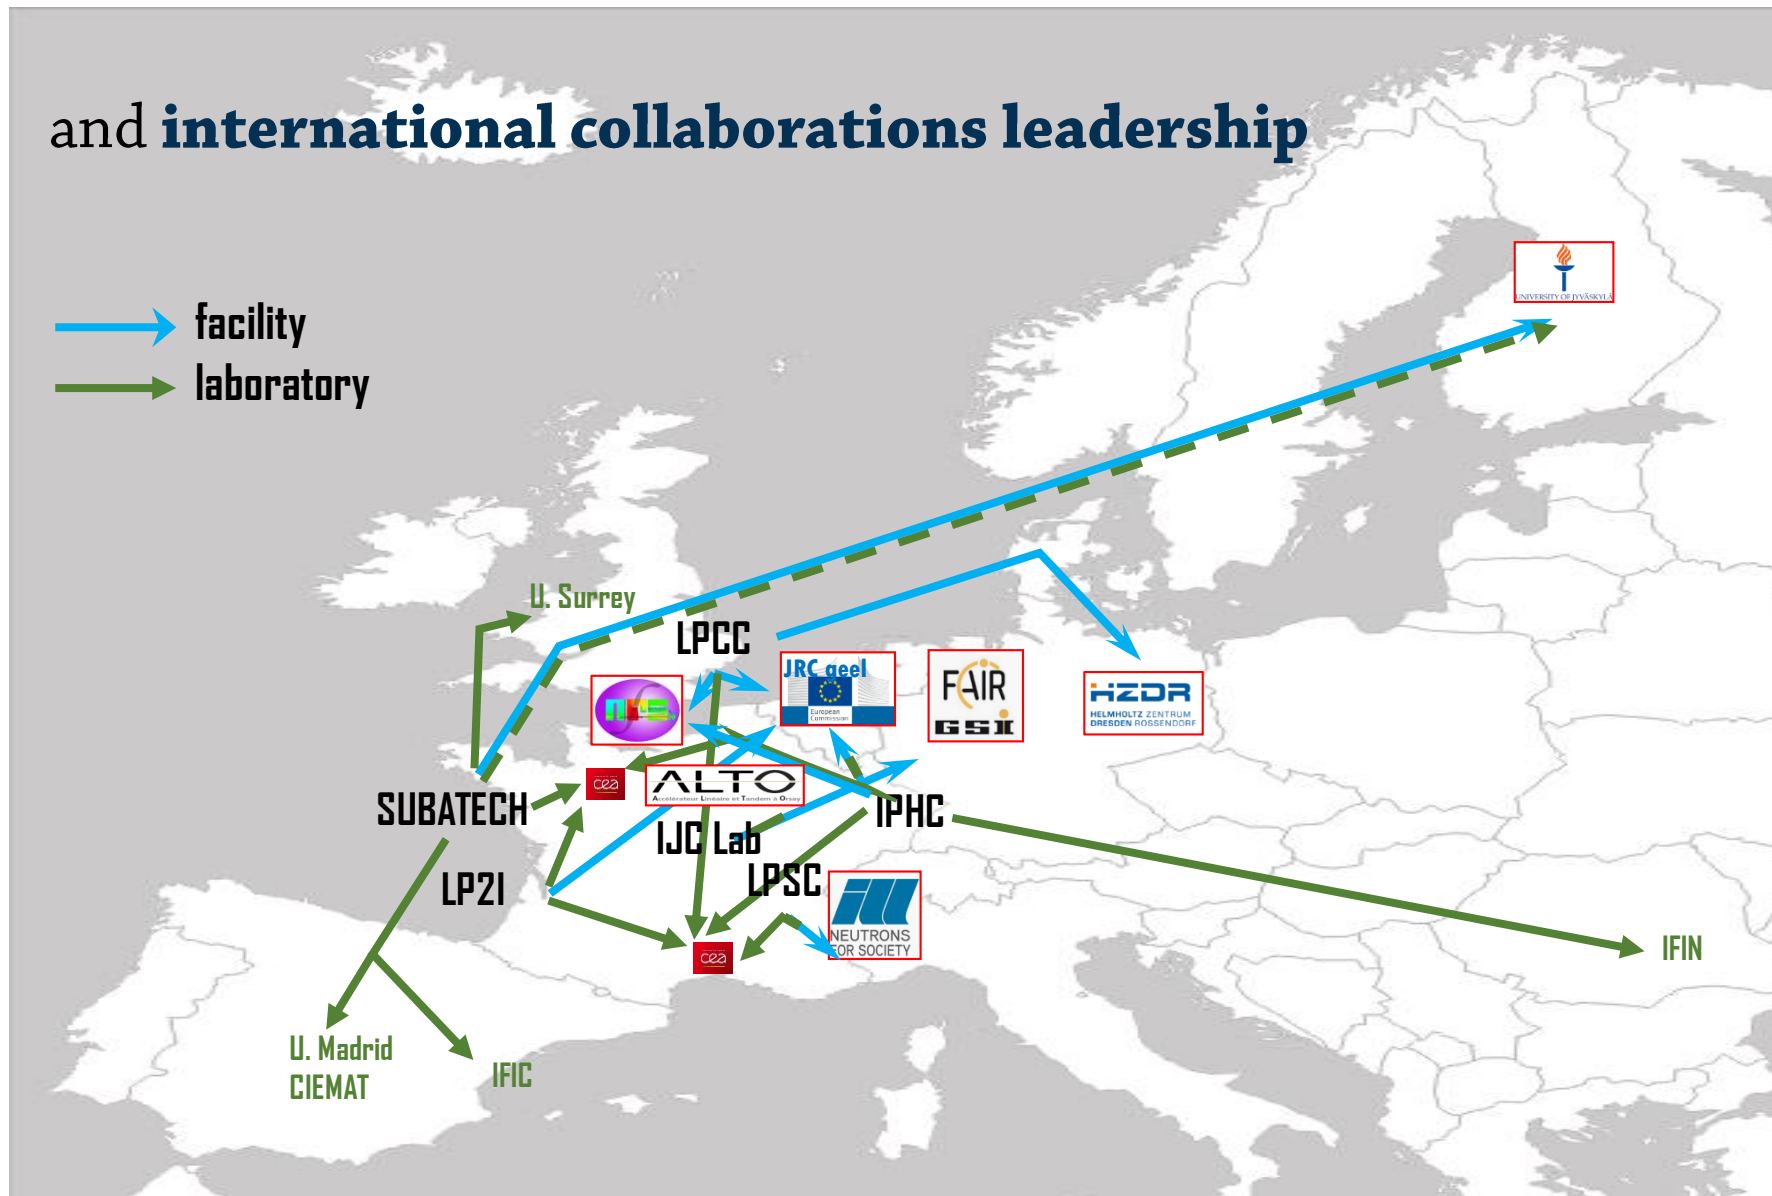 and international collaborations leadership
facility
laboratory
UNIVERSITY OF JYVÄSKYLÄ
U. Surrey
LPCC
JRC geel
European
Commission
FAIR
GSI
HZDR
HELMHOLTZ ZENTRUM
DRESDEN ROSSENDORF
cea
ALTO
Accélérateur Linéaire et Tandem à Orsay
SUBATECH
IPHC
IJC Lab
LP2I
LPSC
ill
NEUTRONS
FOR SOCIETY
cea
IFIN
U. Madrid
CIEMAT
IFIC